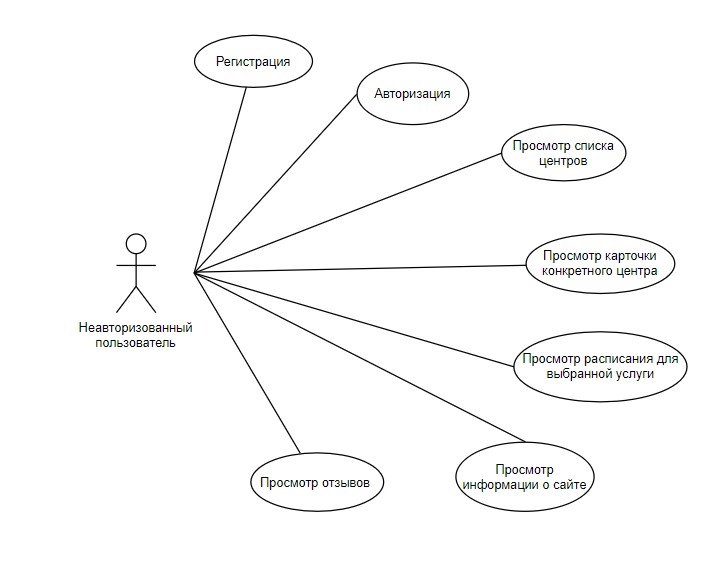 Регистрация
Авторизация
Просмотр списка
центров
Просмотр карточки
конкретного центра
Неавторизованный
пользователь
Просмотр расписания для
выбранной услуги
Просмотр
информации о сайте
Просмотр отзывов